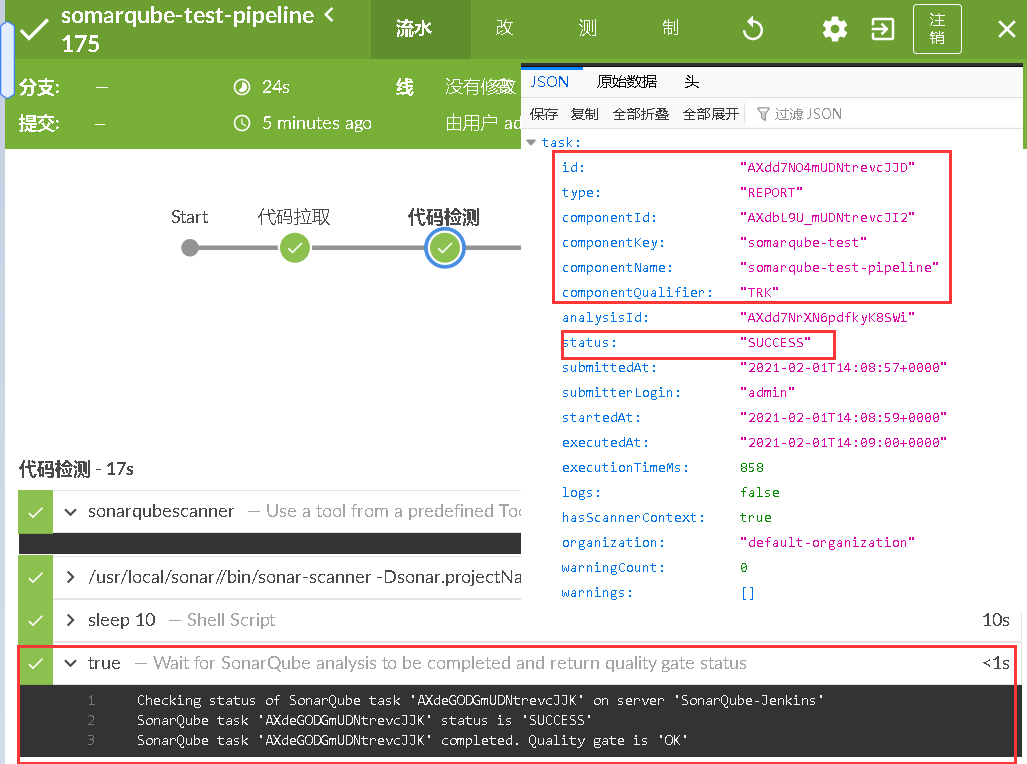 somarqube-test-pipeline <
175
流水 改 测 制 注销
分支: — 24s 线 没有修改
提交: — 5 minutes ago 由用户 ad
JSON 原始数据 头
保存 复制 全部折叠 全部展开 过滤 JSON
task:
id: "AXdd7NO4mUDNtrevcJJD"
type: "REPORT"
componentId: "AXdbL9U_mUDNtrevcJI2"
componentKey: "somarqube-test"
componentName: "somarqube-test-pipeline"
componentQualifier: "TRK"
analysisId: "AXdd7NrXN6pdfkyK8SWi"
status: "SUCCESS"
submittedAt: "2021-02-01T14:08:57+0000"
submitterLogin: "admin"
startedAt: "2021-02-01T14:08:59+0000"
executedAt: "2021-02-01T14:09:00+0000"
executionTimeMs: 858
logs: false
hasScannerContext: true
organization: "default-organization"
warningCount: 0
warnings: []
Start 代码拉取 代码检测
代码检测 - 17s
sonarqubescanner — Use a tool from a predefined Too
/usr/local/sonar//bin/sonar-scanner -Dsonar.projectNa
sleep 10 — Shell Script 10s
true — Wait for SonarQube analysis to be completed and return quality gate status <1s
1 Checking status of SonarQube task 'AXdeGODGmUDNtrevcJJK' on server 'SonarQube-Jenkins'
2 SonarQube task 'AXdeGODGmUDNtrevcJJK' status is 'SUCCESS'
3 SonarQube task 'AXdeGODGmUDNtrevcJJK' completed. Quality gate is 'OK'